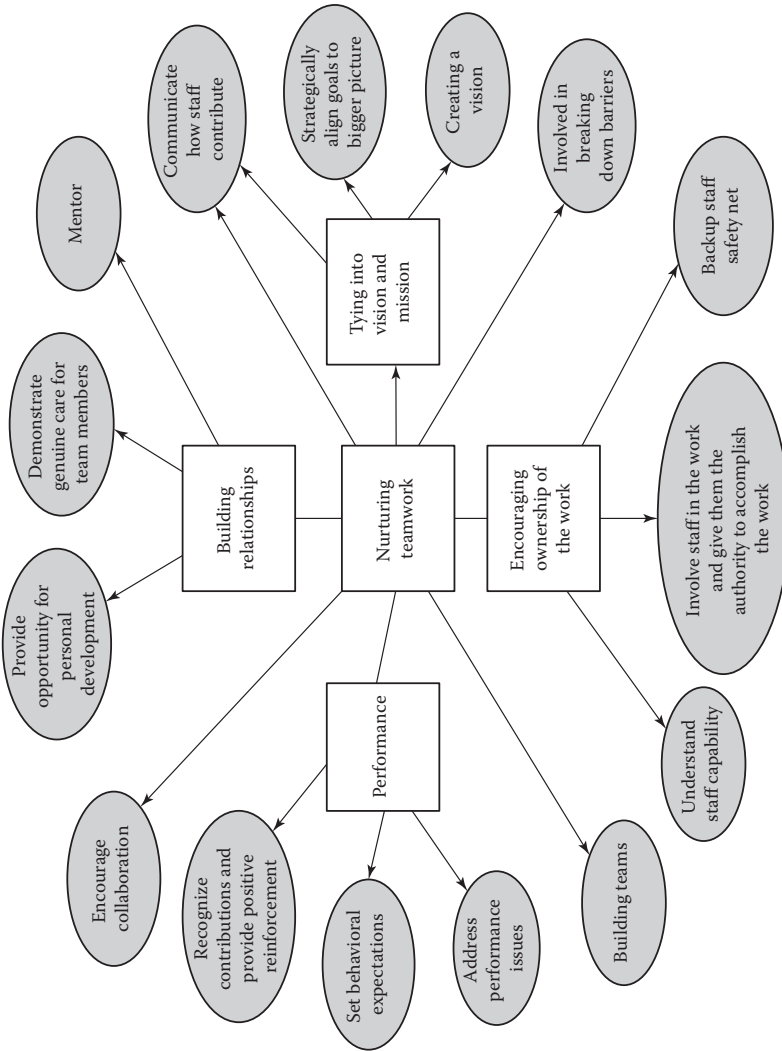 Provide
opportunity for
personal
development
Demonstrate
genuine care for
team members
Mentor
Communicate
how staff
contribute
Strategically
align goals to
bigger picture
Creating a
vision
Involved in
breaking
down barriers
Backup staff
safety net
Involve staff in the work
and give them the
authority to accomplish
the work
Understand
staff capability
Building teams
Address
performance
issues
Set behavioral
expectations
Recognize
contributions and
provide positive
reinforcement
Encourage
collaboration
Building
relationships
Tying into
vision and
mission
Nurturing
teamwork
Performance
Encouraging
ownership of
the work